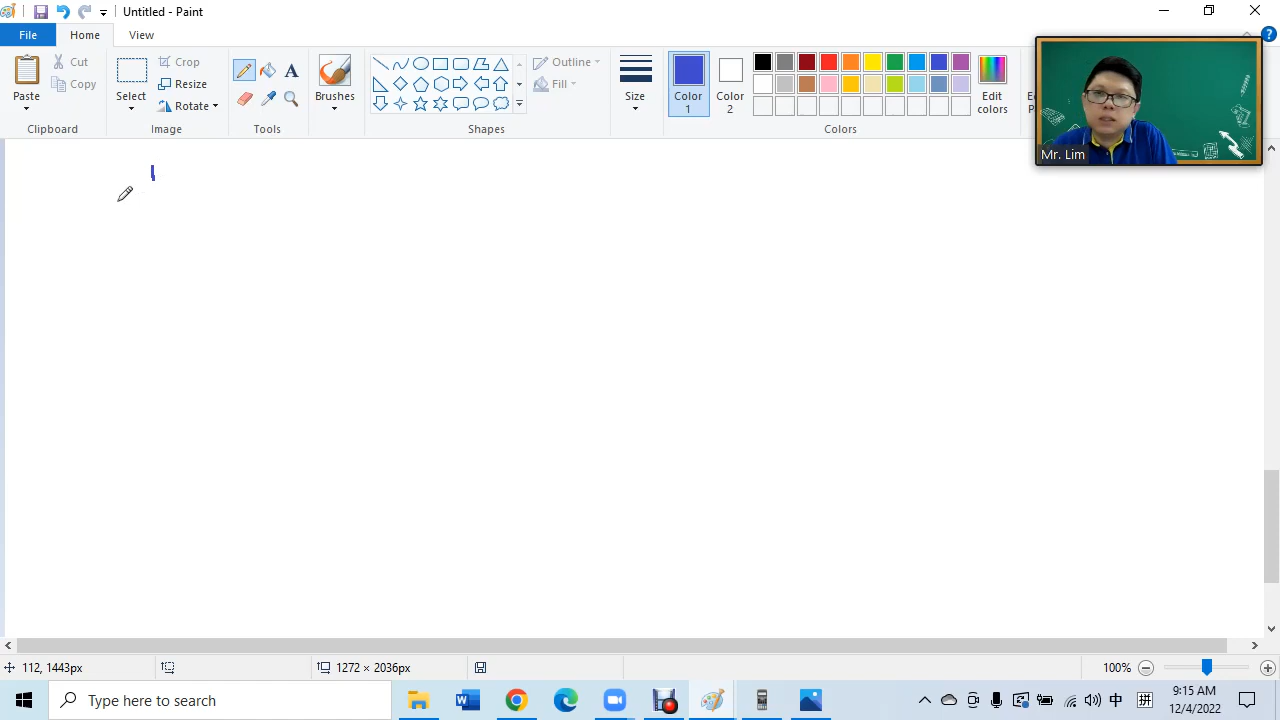 Untitled - Paint
File Home View ?
Paste Cut Copy
Select Crop Resize Rotate
A
Brushes
Outline Fill
Size
Color 1 Color 2
Edit colors
Clipboard Image Tools Shapes Colors
Mr. Lim
112, 1443px 1272 × 2036px 100%
Type here to search
W
中 拼
9:15 AM
12/4/2022